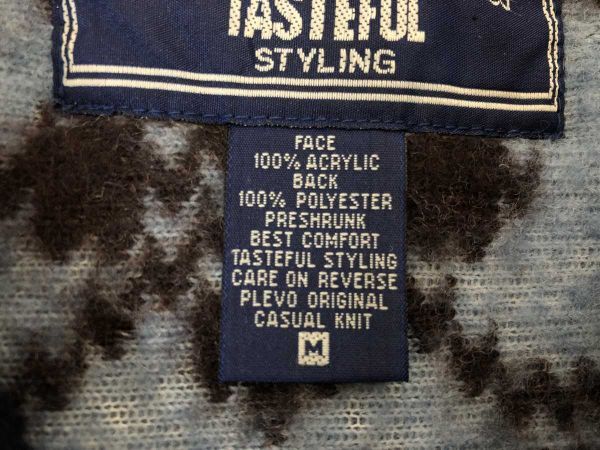 TASTEFUL
STYLING
FACE
100% ACRYLIC
BACK
100% POLYESTER
PRESHRUNK
BEST COMFORT
TASTEFUL STYLING
CARE ON REVERSE
PLEVO ORIGINAL
CASUAL KNIT
M